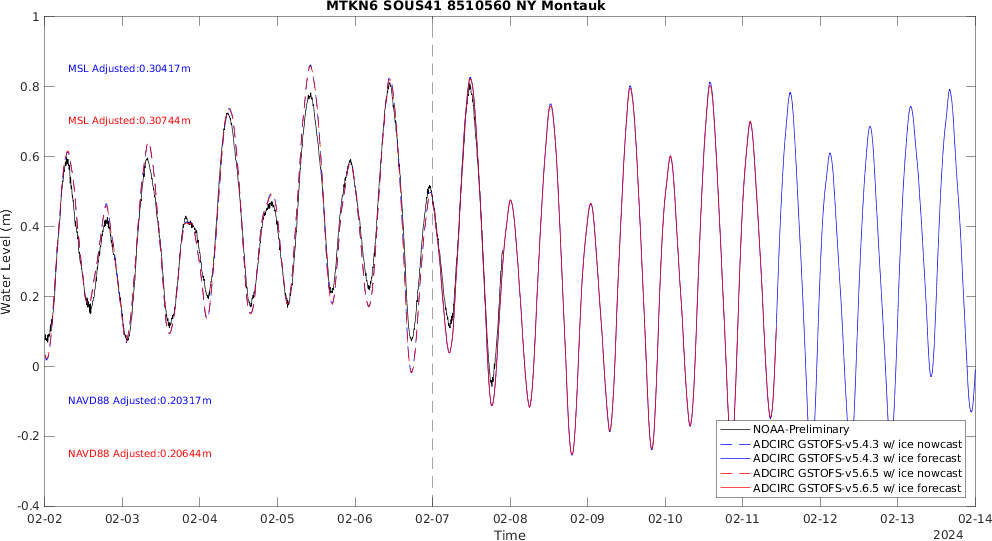 MTKN6 SOUS41 8510560 NY Montauk
1
0.8
0.6
0.4
0.2
0
-0.2
-0.4
Water Level (m)
MSL Adjusted:0.30417m
MSL Adjusted:0.30744m
NAVD88 Adjusted:0.20317m
NAVD88 Adjusted:0.20644m
NOAA-Preliminary
ADCIRC GSTOFS-v5.4.3 w/ ice nowcast
ADCIRC GSTOFS-v5.4.3 w/ ice forecast
ADCIRC GSTOFS-v5.6.5 w/ ice nowcast
ADCIRC GSTOFS-v5.6.5 w/ ice forecast
02-02 02-03 02-04 02-05 02-06 02-07 02-08 02-09 02-10 02-11 02-12 02-13 02-14
Time
2024